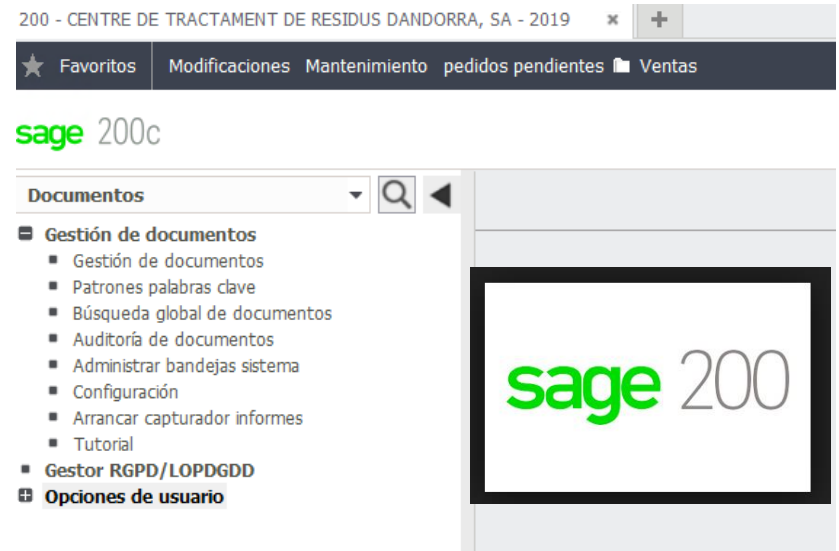 200 - CENTRE DE TRACTAMENT DE RESIDUS DANDORRA, SA - 2019
Favoritos Modificaciones Mantenimiento pedidos pendientes Ventas
sage 200c
Documentos
Gestión de documentos
Gestión de documentos
Patrones palabras clave
Búsqueda global de documentos
Auditoría de documentos
Administrar bandejas sistema
Configuración
Arrancar capturador informes
Tutorial
Gestor RGPD/LOPDGDD
Opciones de usuario
sage 200